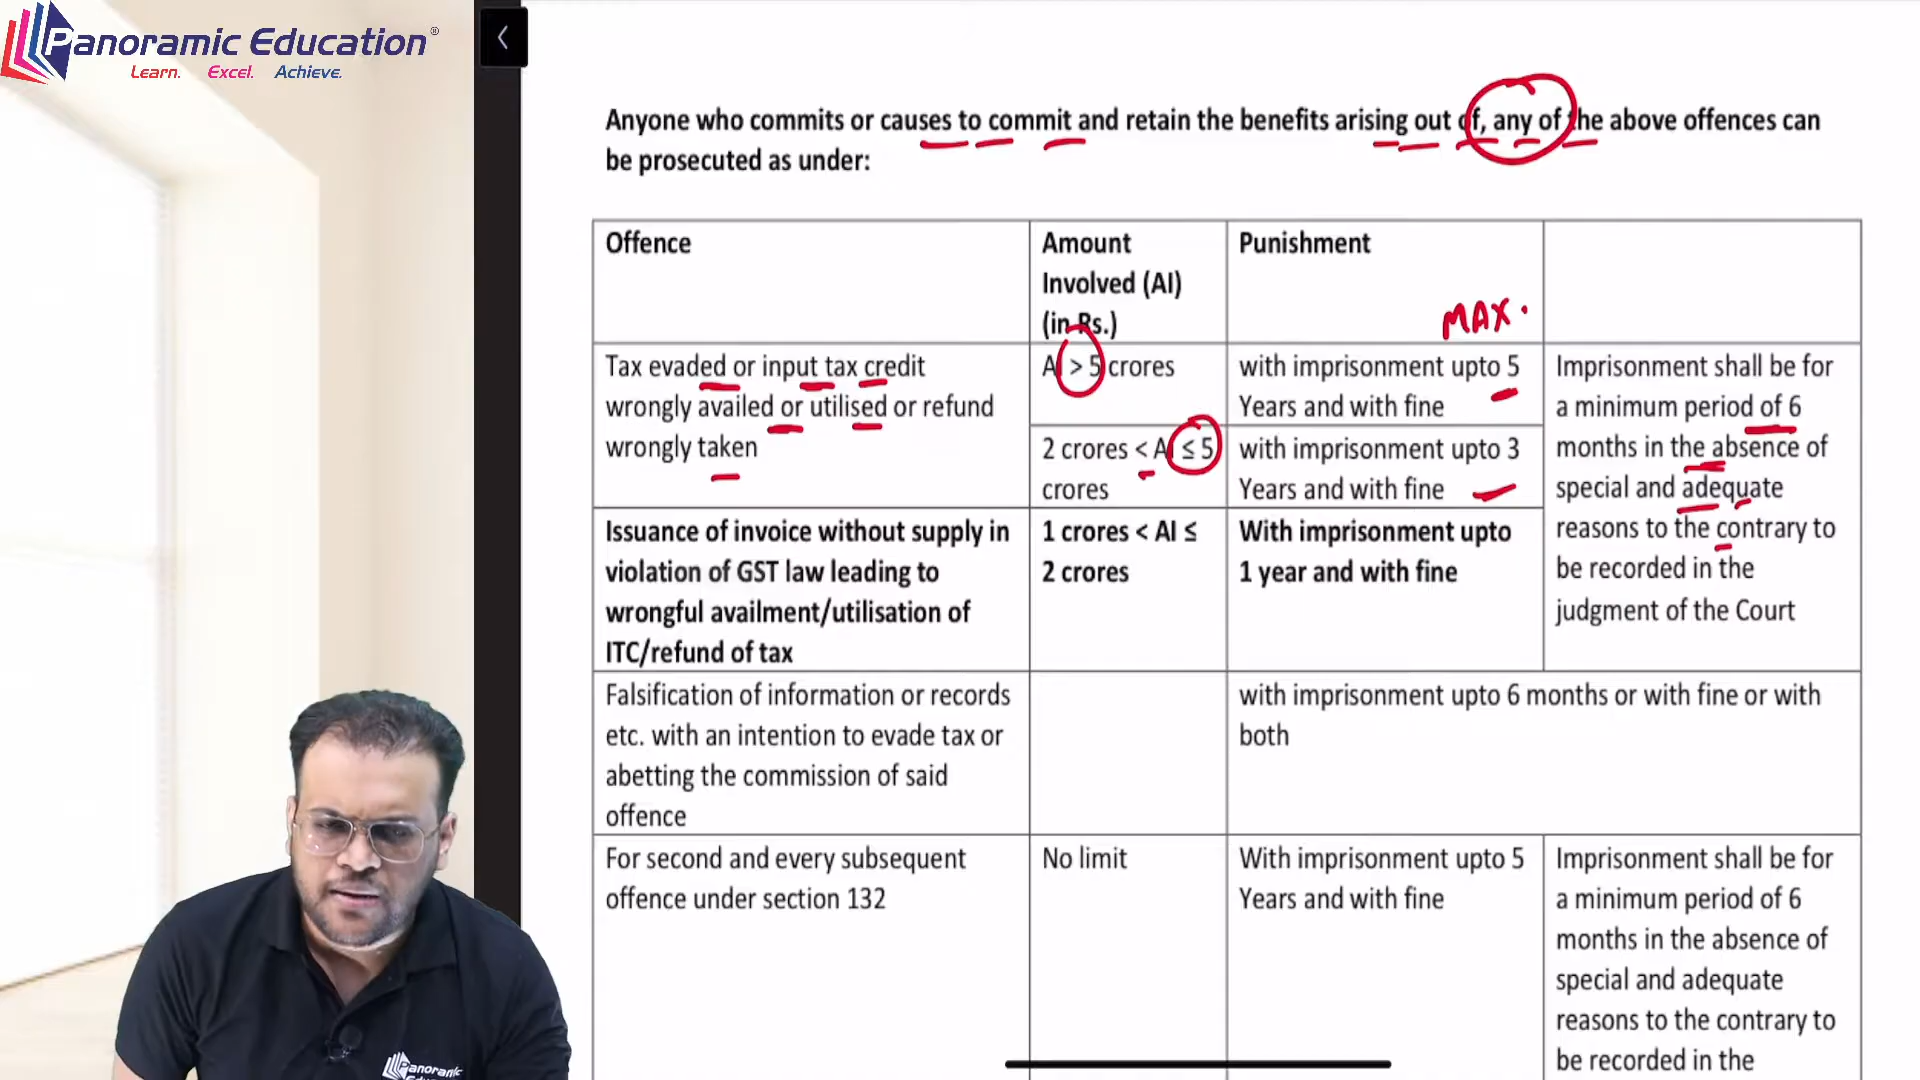 Panoramic Education®
Learn. Excel. Achieve.
Anyone who commits or causes to commit and retain the benefits arising out of, any of the above offences can
be prosecuted as under:
Offence
Amount
Involved (AI)
(in Rs.)
Punishment
MAX.
Tax evaded or input tax credit
wrongly availed or utilised or refund
wrongly taken
AI > 5 crores
with imprisonment upto 5
Years and with fine
2 crores < AI ≤ 5
crores
with imprisonment upto 3
Years and with fine
Imprisonment shall be for
a minimum period of 6
months in the absence of
special and adequate
reasons to the contrary to
be recorded in the
judgment of the Court
Issuance of invoice without supply in
violation of GST law leading to
wrongful availment/utilisation of
ITC/refund of tax
1 crores < AI ≤
2 crores
With imprisonment upto
1 year and with fine
Falsification of information or records
etc. with an intention to evade tax or
abetting the commission of said
offence
with imprisonment upto 6 months or with fine or with
both
For second and every subsequent
offence under section 132
No limit
With imprisonment upto 5
Years and with fine
Imprisonment shall be for
a minimum period of 6
months in the absence of
special and adequate
reasons to the contrary to
be recorded in the
Panoramic